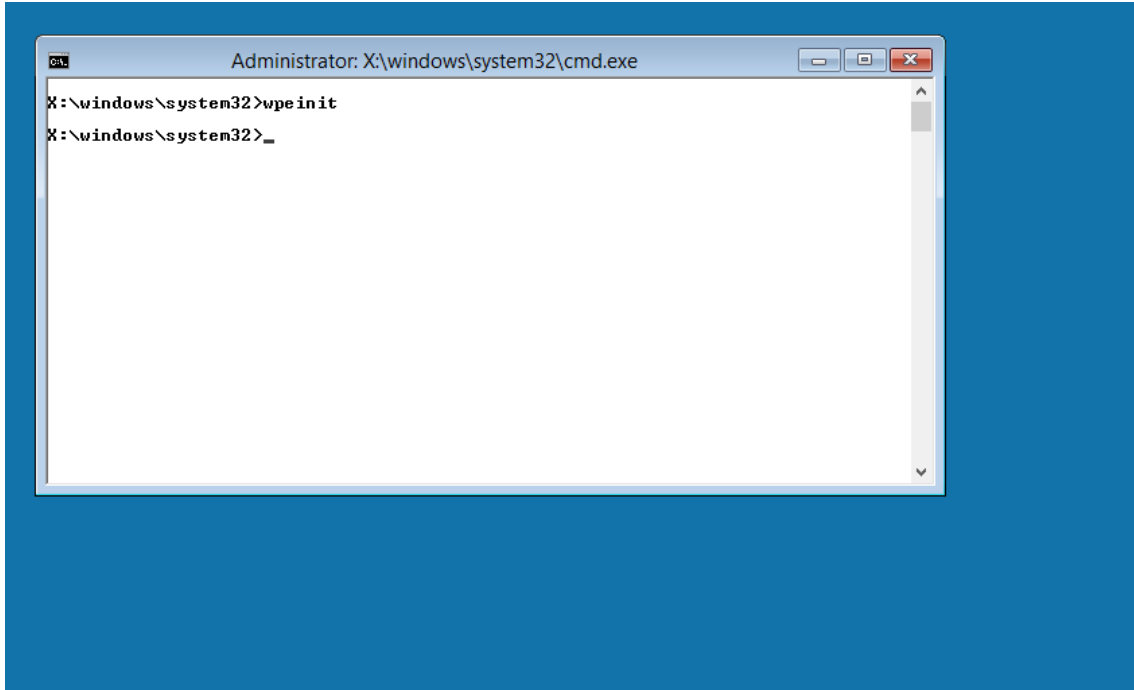 Administrator: X:\windows\system32\cmd.exe
X:\windows\system32>wpeinit
X:\windows\system32>_